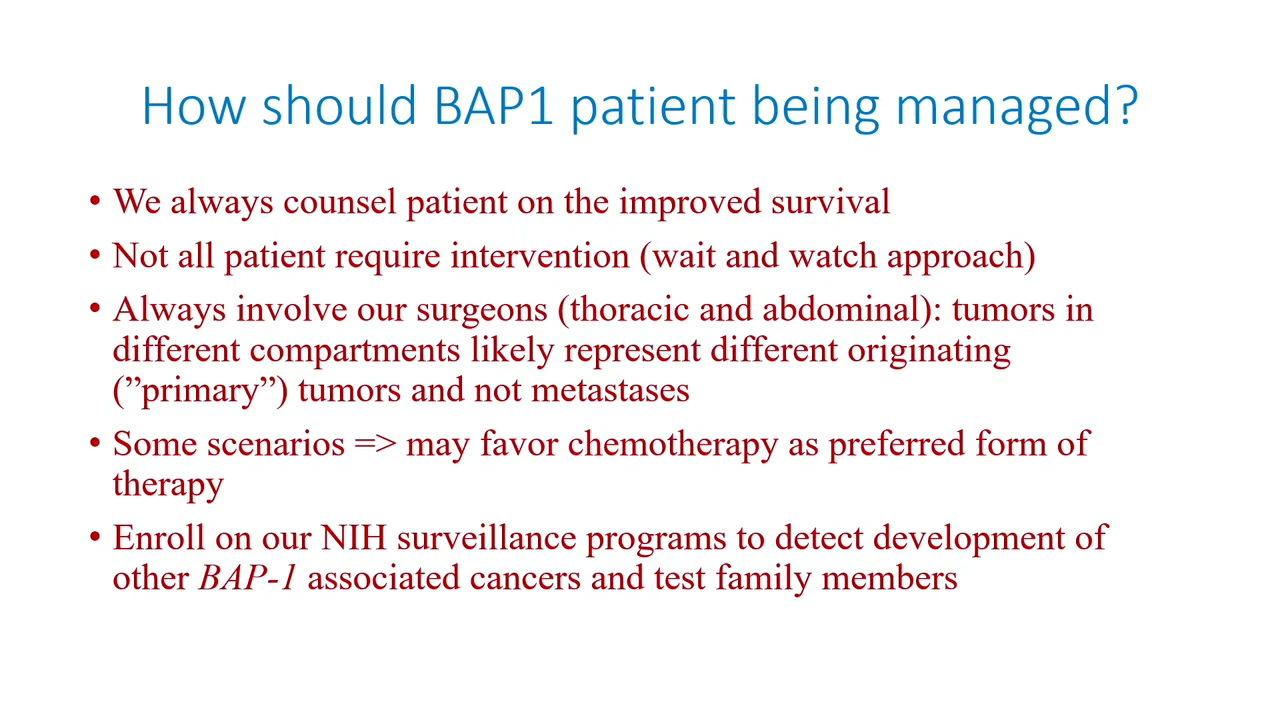 How should BAP1 patient being managed?
• We always counsel patient on the improved survival
• Not all patient require intervention (wait and watch approach)
• Always involve our surgeons (thoracic and abdominal): tumors in
different compartments likely represent different originating
(”primary”) tumors and not metastases
• Some scenarios => may favor chemotherapy as preferred form of
therapy
• Enroll on our NIH surveillance programs to detect development of
other BAP-1 associated cancers and test family members